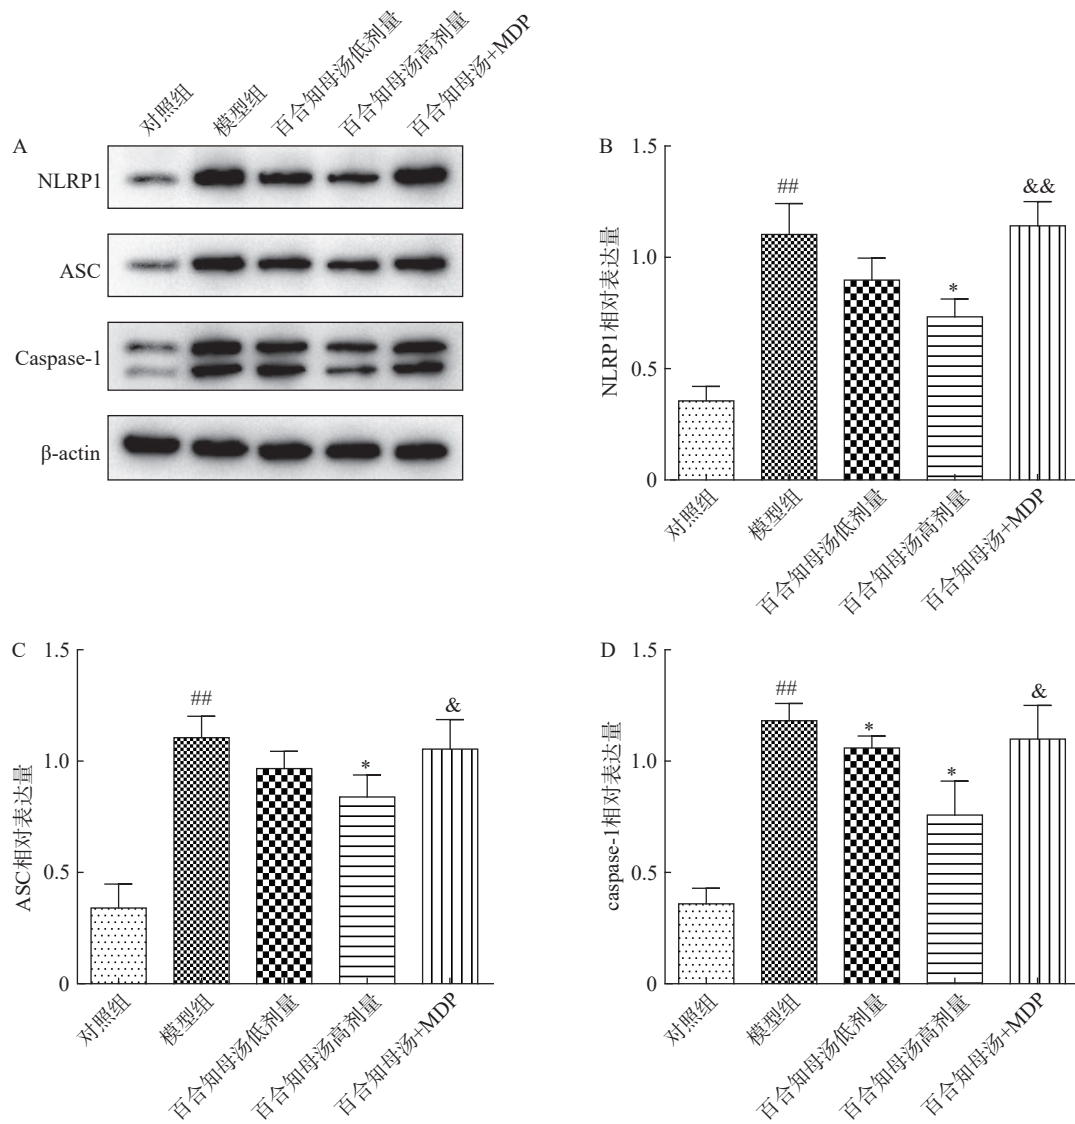 A
对照组
模型组
百合知母汤低剂量
百合知母汤高剂量
百合知母汤+MDP
NLRP1
ASC
Caspase-1
β-actin
B
NLRP1相对表达量
1.5
1.0
0.5
0
##
*
&&
对照组
模型组
百合知母汤低剂量
百合知母汤高剂量
百合知母汤+MDP
C
ASC相对表达量
1.5
1.0
0.5
0
##
*
&
对照组
模型组
百合知母汤低剂量
百合知母汤高剂量
百合知母汤+MDP
D
caspase-1相对表达量
1.5
1.0
0.5
0
##
*
*
&
对照组
模型组
百合知母汤低剂量
百合知母汤高剂量
百合知母汤+MDP